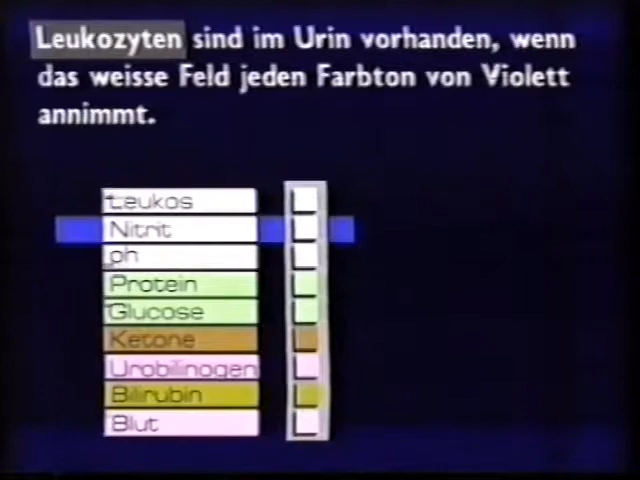 Leukozyten sind im Urin vorhanden, wenn
das weisse Feld jeden Farbton von Violett
annimmt.
Leukos
Nitrit
ph
Protein
Glucose
Ketone
Urobilinogen
Bilirubin
Blut